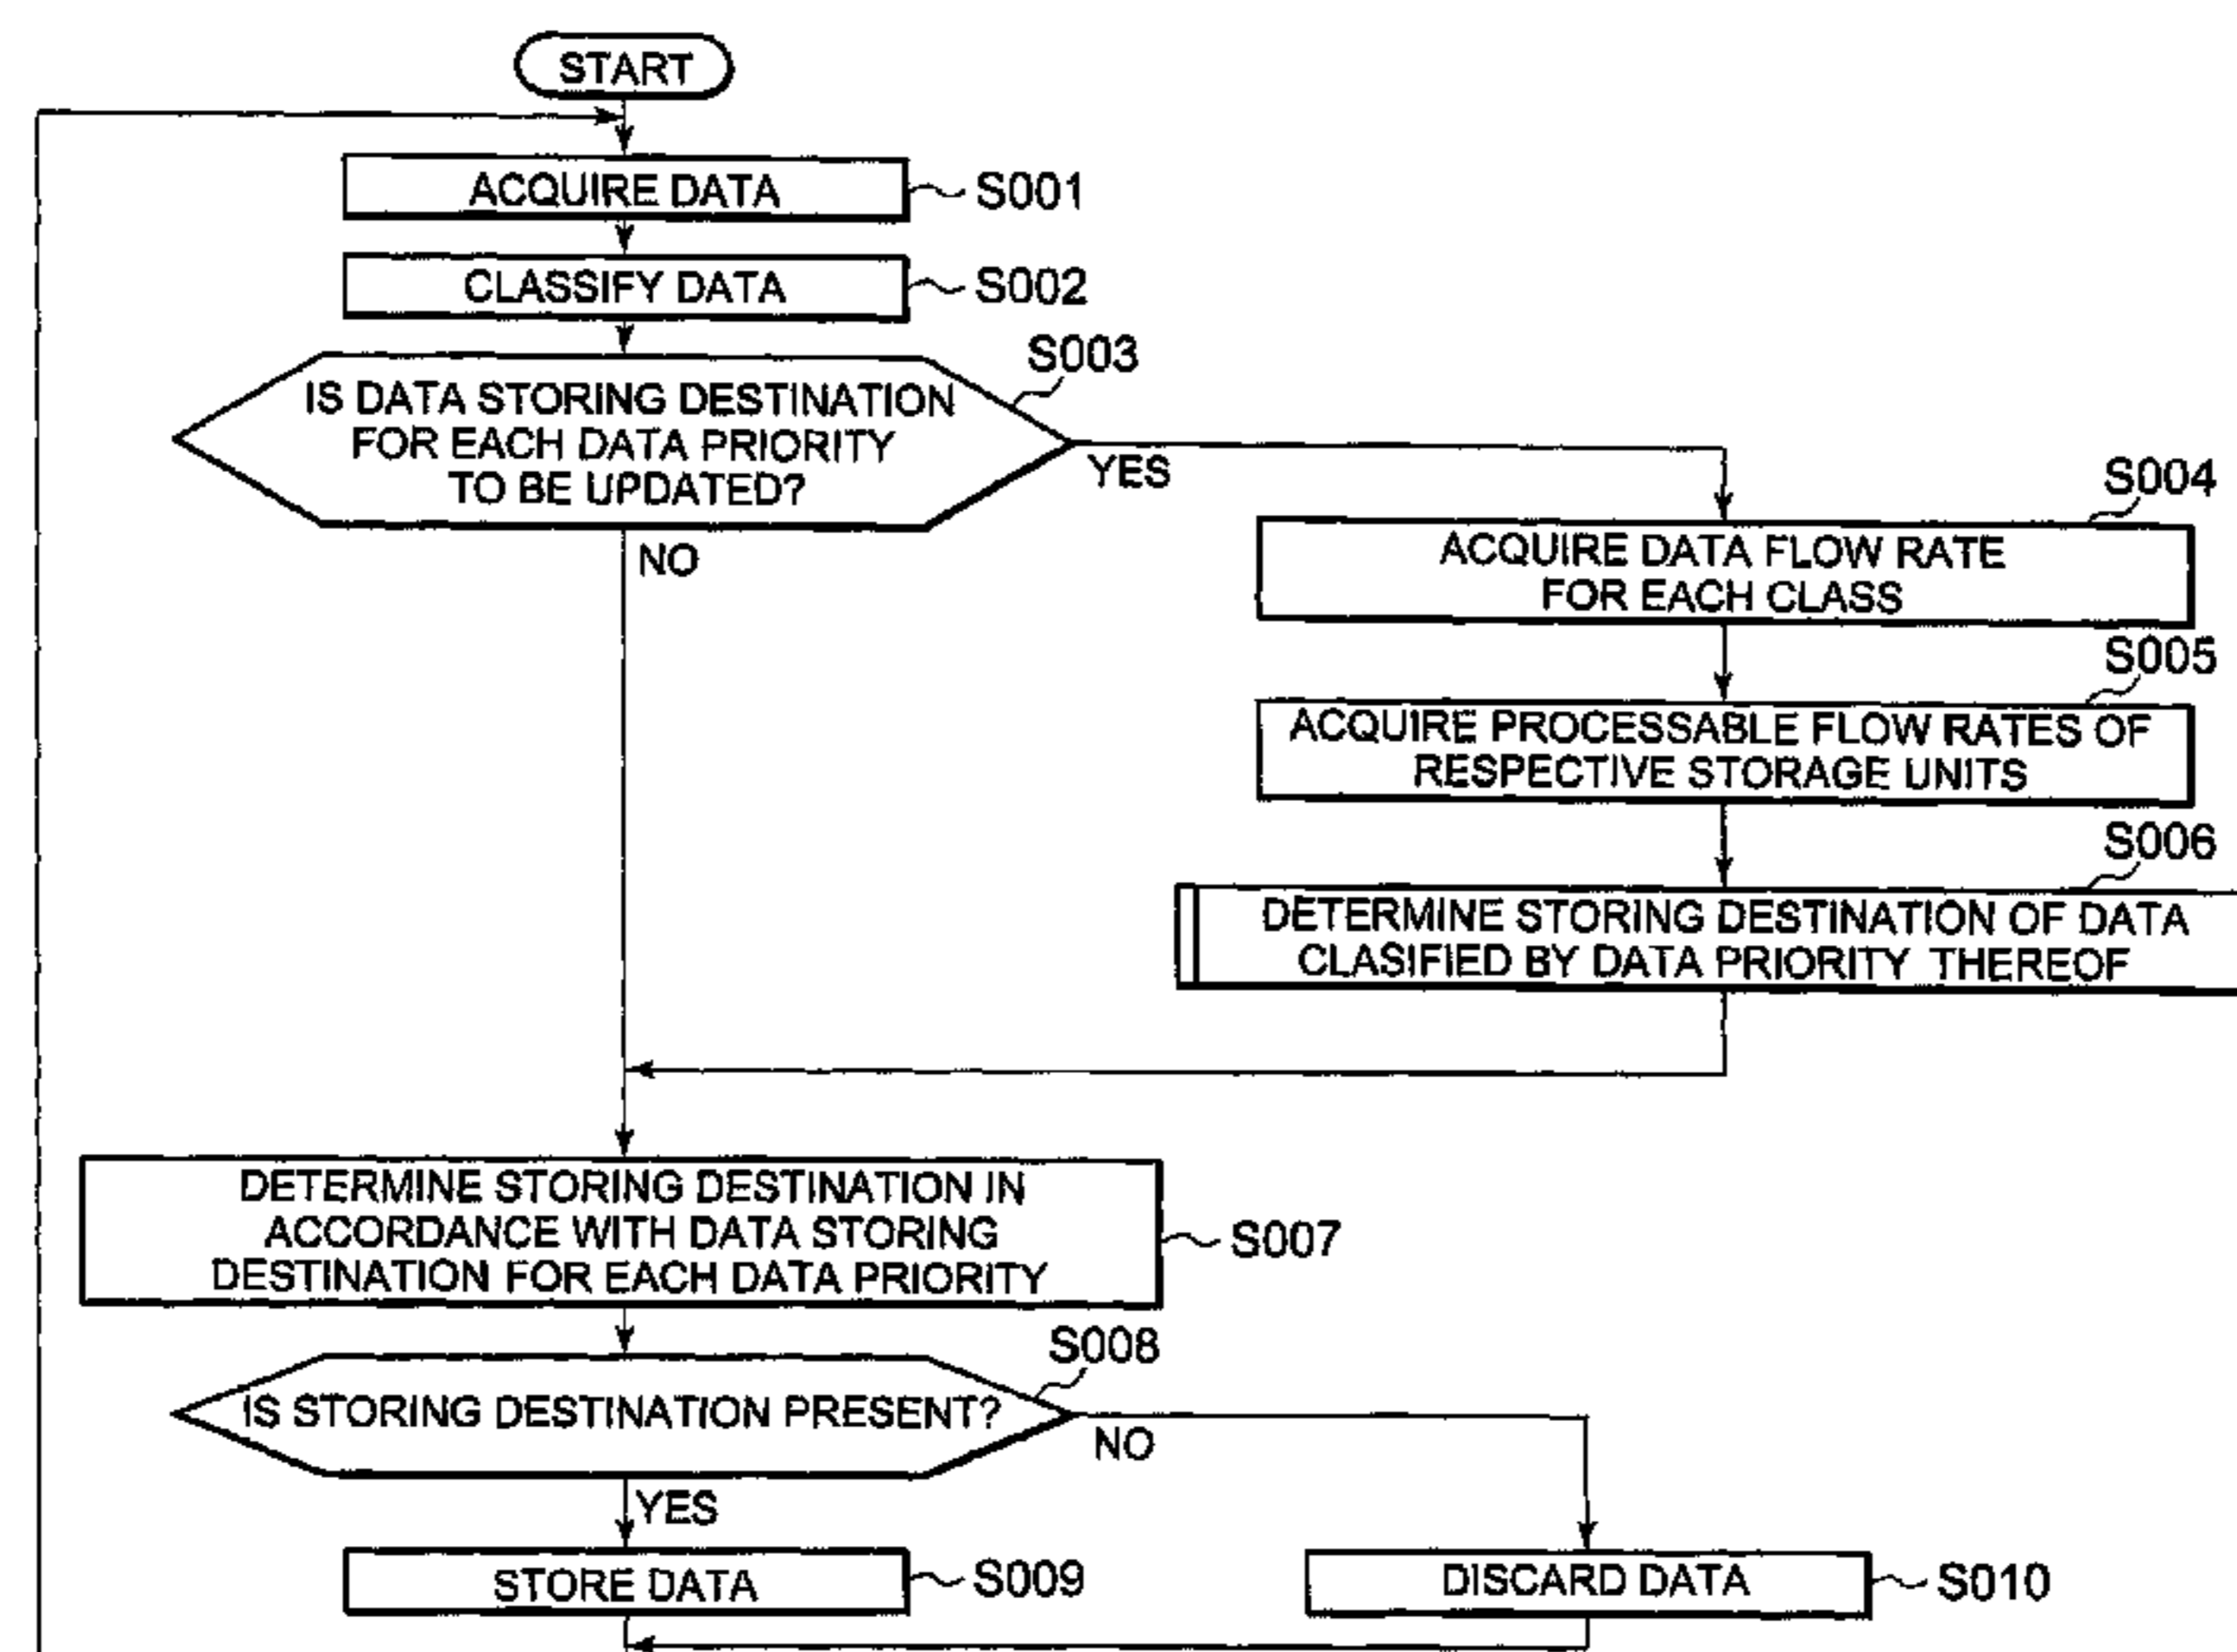 START
ACQUIRE DATA
S001
CLASSIFY DATA
S002
S003
IS DATA STORING DESTINATION
FOR EACH DATA PRIORITY
TO BE UPDATED?
YES
NO
S004
ACQUIRE DATA FLOW RATE
FOR EACH CLASS
S005
ACQUIRE PROCESSABLE FLOW RATES OF
RESPECTIVE STORAGE UNITS
S006
DETERMINE STORING DESTINATION OF DATA
CLASIFIED BY DATA PRIORITY THEREOF
DETERMINE STORING DESTINATION IN
ACCORDANCE WITH DATA STORING
DESTINATION FOR EACH DATA PRIORITY
S007
S008
IS STORING DESTINATION PRESENT?
NO
YES
STORE DATA
S009
DISCARD DATA
S010